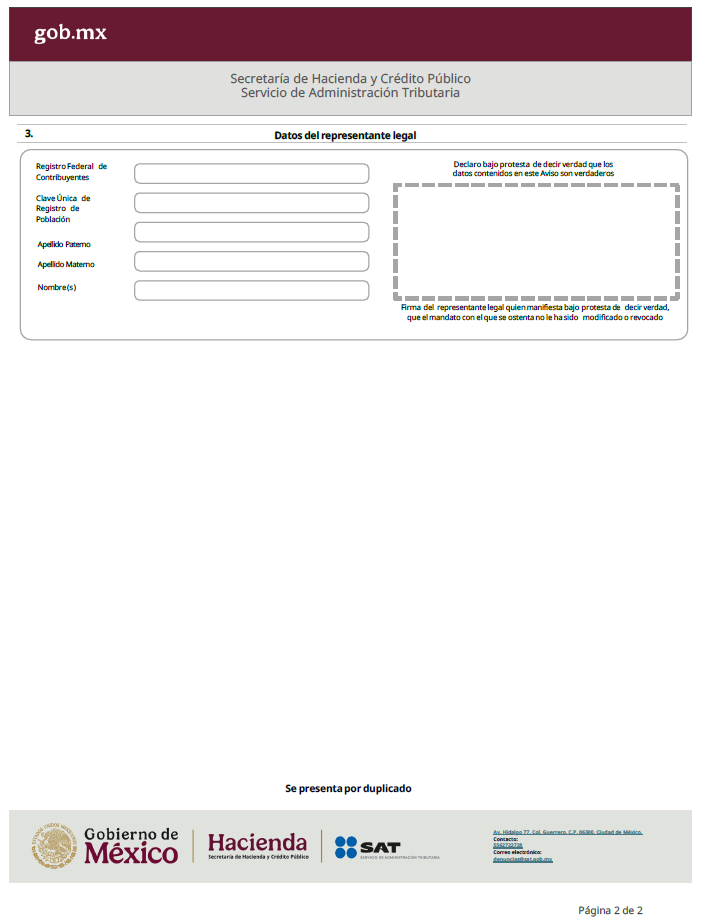 gob.mx
Secretaría de Hacienda y Crédito Público
Servicio de Administración Tributaria
3.
Datos del representante legal
Registro Federal de
Contribuyentes
Clave Única de
Registro de
Población
Apellido Paterno
Apellido Materno
Nombre(s)
Declaro bajo protesta de decir verdad que los
datos contenidos en este Aviso son verdaderos
Firma del representante legal quien manifiesta bajo protesta de decir verdad,
que el mandato con el que se ostenta no le ha sido modificado o revocado
Se presenta por duplicado
ESTADOS UNIDOS MEXICANOS
Gobierno de
México
Hacienda
Secretaría de Hacienda y Crédito Público
SAT
SERVICIO DE ADMINISTRACIÓN TRIBUTARIA
Av. Hidalgo 77, Col. Guerrero, C.P. 06300, Ciudad de México.
Contacto:
5562722728
Correo electrónico:
denuncias@sat.gob.mx
Página 2 de 2